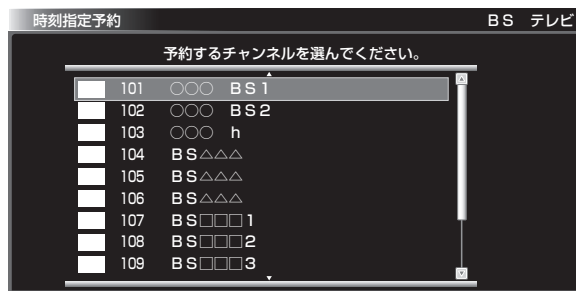 時刻指定予約 BS テレビ
予約するチャンネルを選んでください。
101 ○○○ BS1
102 ○○○ BS2
103 ○○○ h
104 BS△△△
105 BS△△△
106 BS△△△
107 BS□□□1
108 BS□□□2
109 BS□□□3